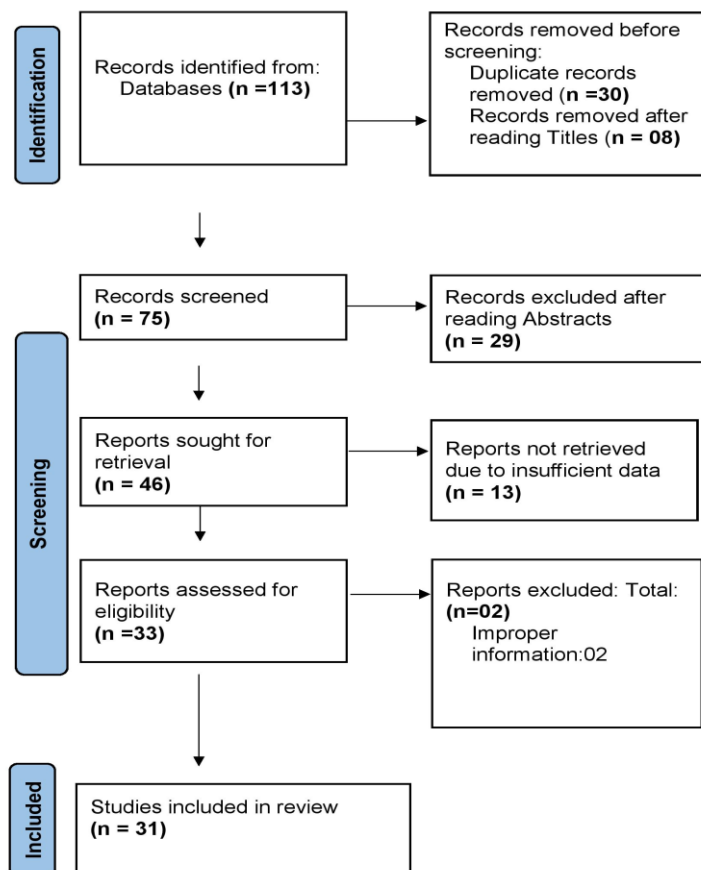 Identification
Records identified from:
Databases (n =113)
Records removed before
screening:
Duplicate records
removed (n =30)
Records removed after
reading Titles (n = 08)
Screening
Records screened
(n = 75)
Records excluded after
reading Abstracts
(n = 29)
Reports sought for
retrieval
(n = 46)
Reports not retrieved
due to insufficient data
(n = 13)
Reports assessed for
eligibility
(n =33)
Reports excluded: Total:
(n=02)
Improper
information:02
Included
Studies included in review
(n = 31)